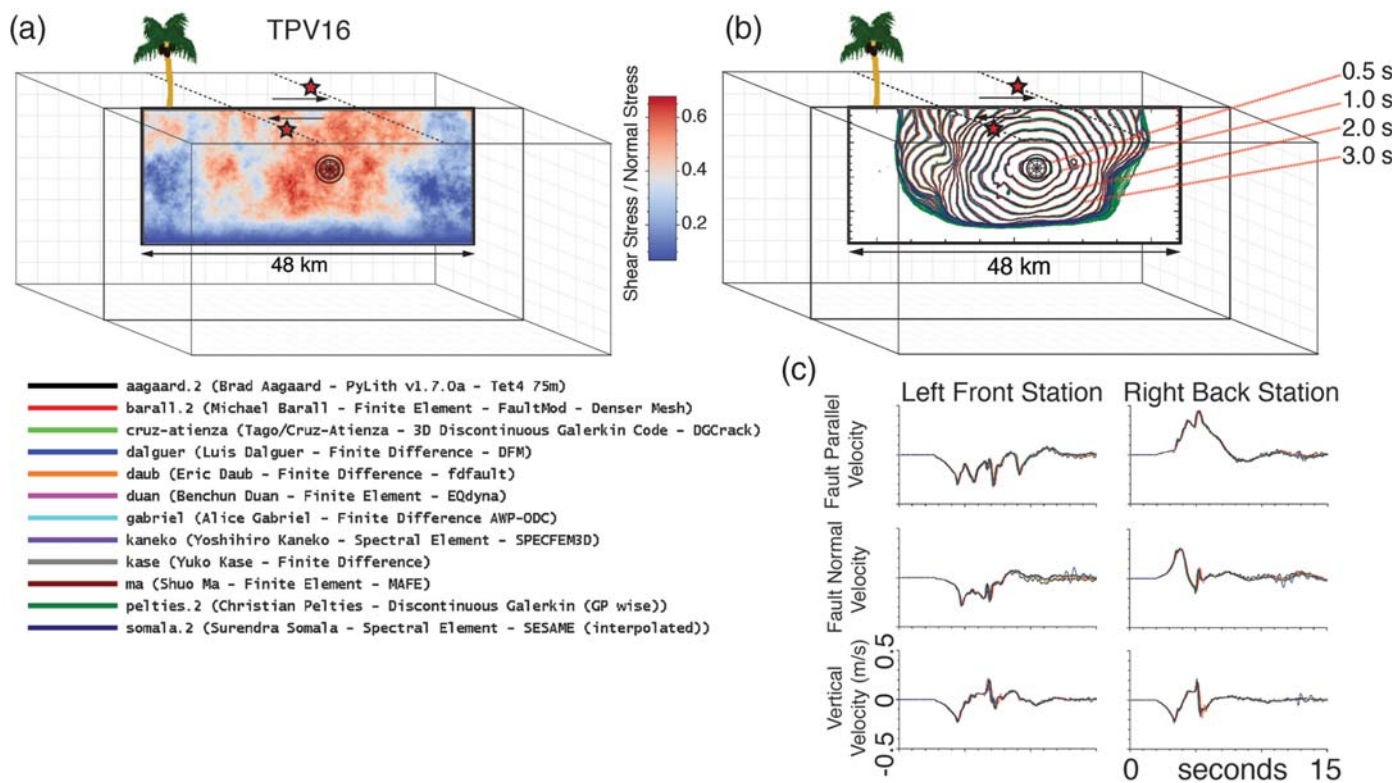 (a)
TPV16
0.6
0.4
0.2
Shear Stress / Normal Stress
48 km
(b)
0.5 s
1.0 s
2.0 s
3.0 s
48 km
aagaard.2 (Brad Aagaard - PyLith v1.7.0a - Tet4 75m)
barall.2 (Michael Barall - Finite Element - FaultMod - Denser Mesh)
cruz-atienza (Tago/Cruz-Atienza - 3D Discontinuous Galerkin Code - DGCrack)
dalguer (Luis Dalguer - Finite Difference - DFM)
daub (Eric Daub - Finite Difference - fdfault)
duan (Benchun Duan - Finite Element - EQdyna)
gabriel (Alice Gabriel - Finite Difference AWP-ODC)
kaneko (Yoshihiro Kaneko - Spectral Element - SPECFEM3D)
kase (Yuko Kase - Finite Difference)
ma (Shuo Ma - Finite Element - MAFE)
pelties.2 (Christian Pelties - Discontinuous Galerkin (GP wise))
somala.2 (Surendra Somala - Spectral Element - SESAME (interpolated))
(c)
Left Front Station
Right Back Station
Fault Parallel
Velocity
Fault Normal
Velocity
Vertical
Velocity (m/s)
0.5
0
-0.5
0 seconds 15